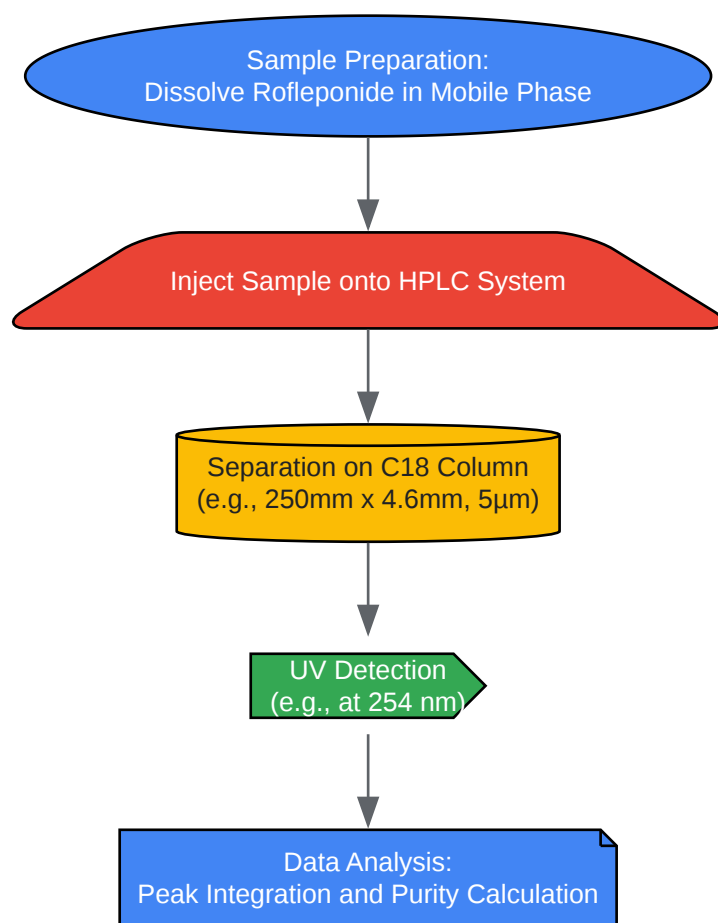 Sample Preparation:
Dissolve Rofleponide in Mobile Phase
Inject Sample onto HPLC System
Separation on C18 Column
(e.g., 250mm x 4.6mm, 5µm)
UV Detection
(e.g., at 254 nm)
Data Analysis:
Peak Integration and Purity Calculation